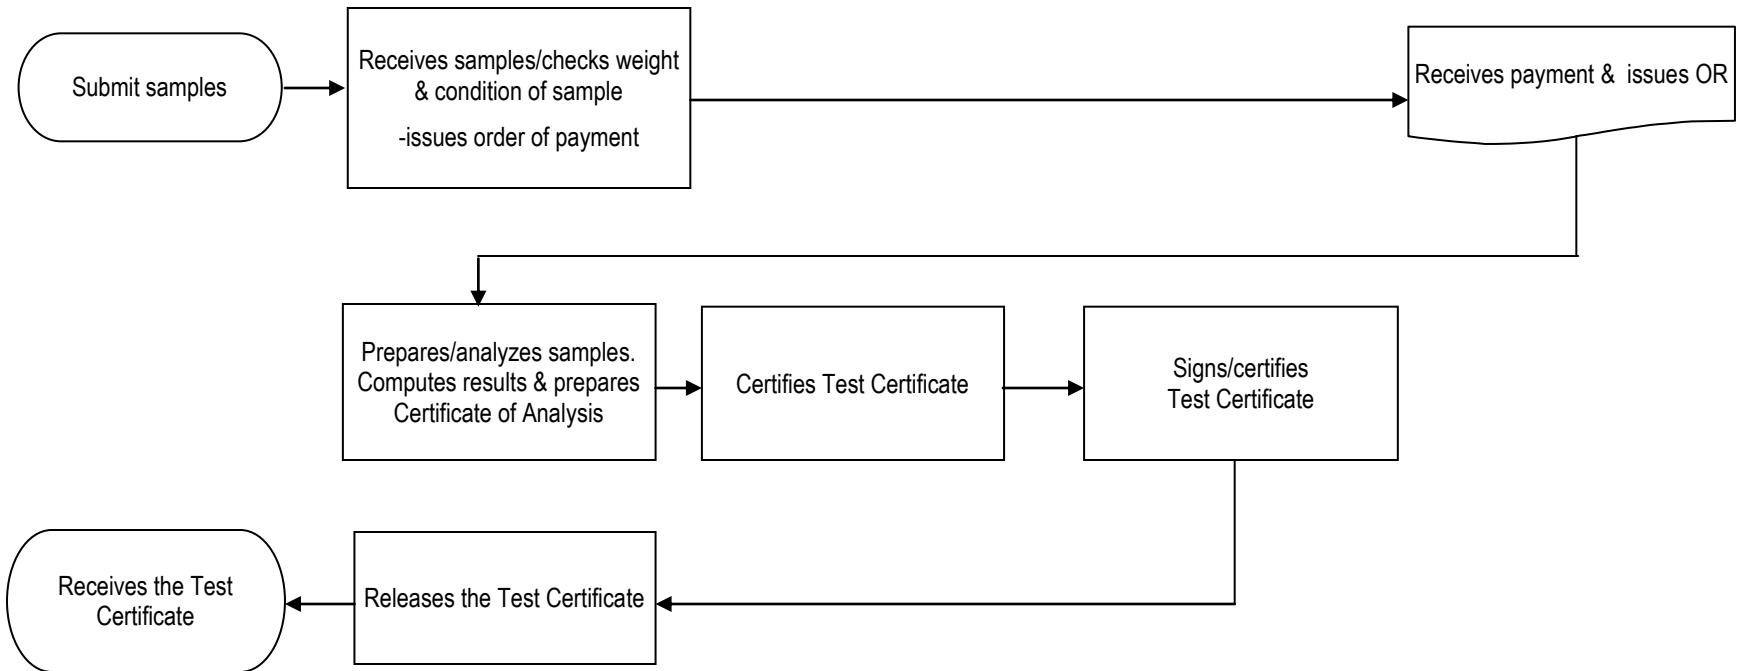 Submit samples
Receives samples/checks weight
& condition of sample
-issues order of payment
Receives payment &  issues OR
Prepares/analyzes samples.
Computes results & prepares
Certificate of Analysis
Certifies Test Certificate
Signs/certifies
Test Certificate
Receives the Test
Certificate
Releases the Test Certificate